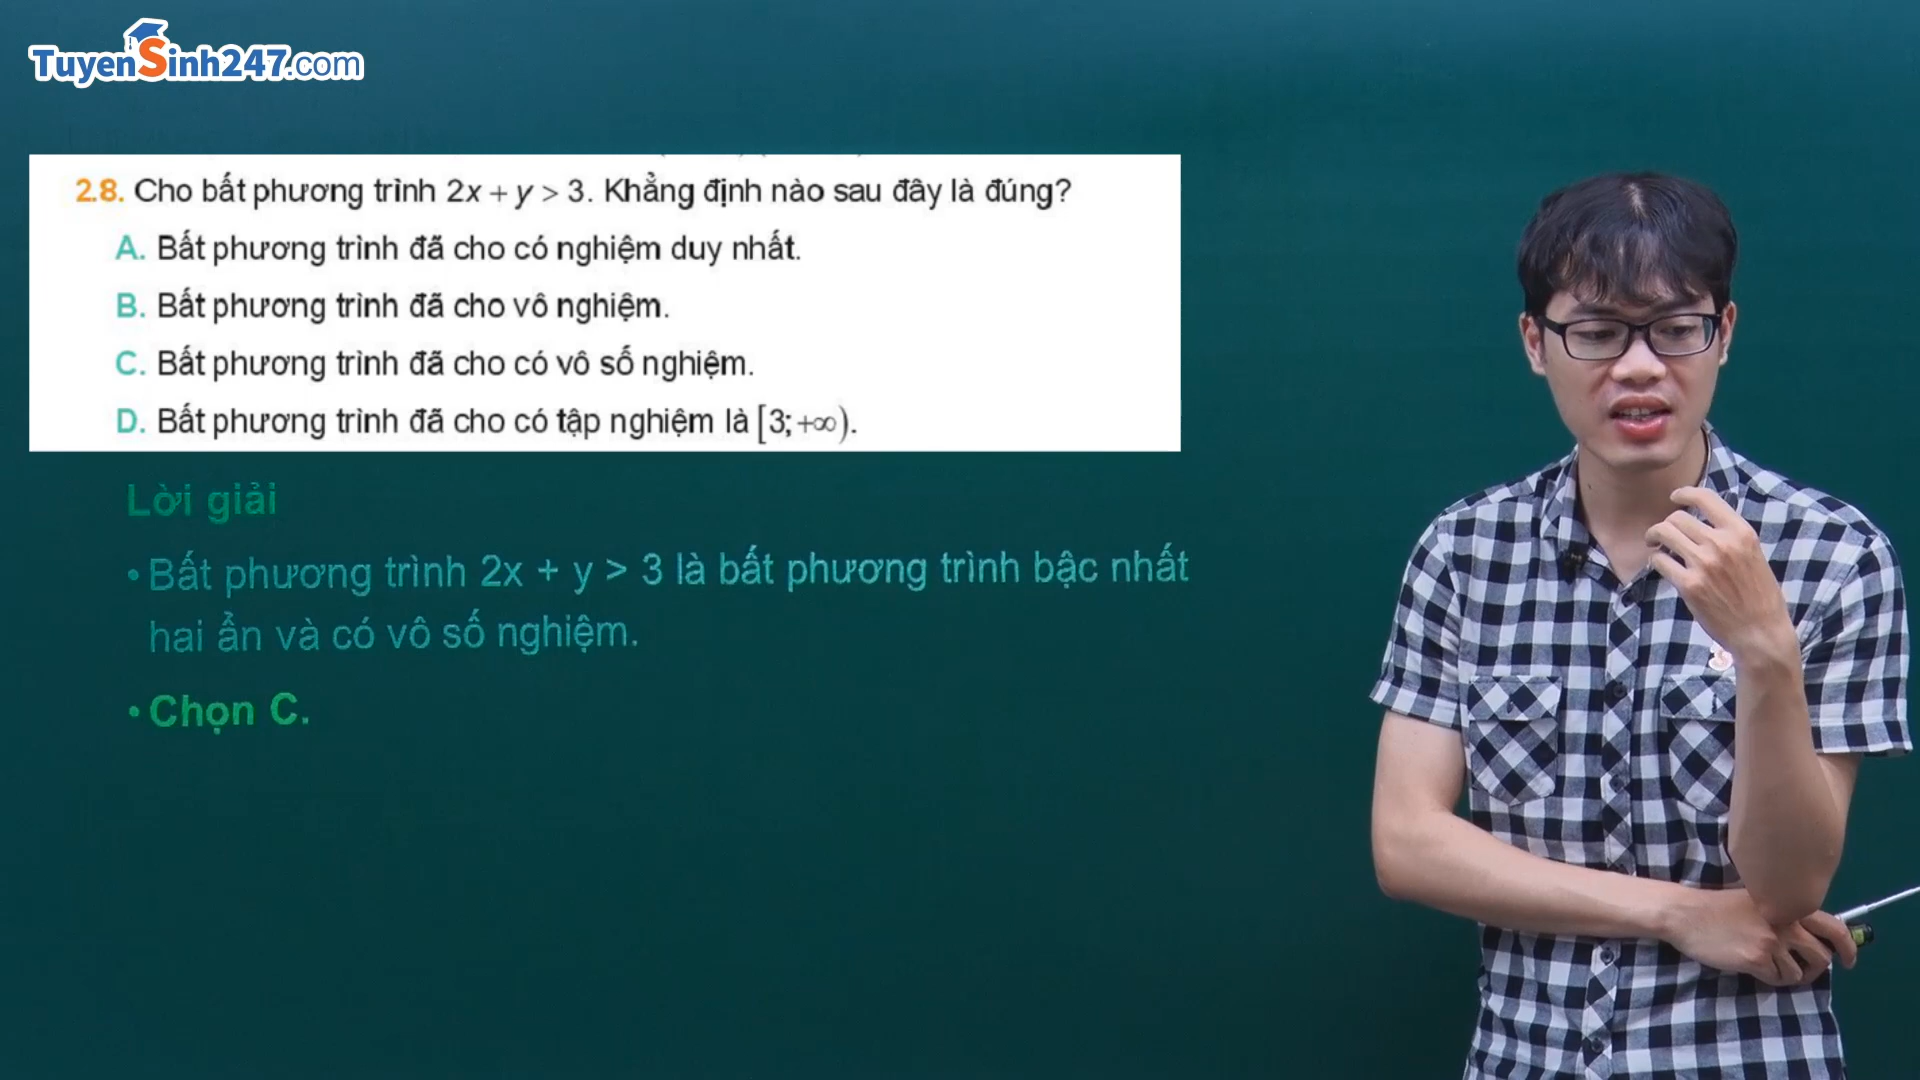 TuyenSinh247.com
2.8. Cho bất phương trình 2x + y > 3. Khẳng định nào sau đây là đúng?
A. Bất phương trình đã cho có nghiệm duy nhất.
B. Bất phương trình đã cho vô nghiệm.
C. Bất phương trình đã cho có vô số nghiệm.
D. Bất phương trình đã cho có tập nghiệm là [3; +∞).
Lời giải
• Bất phương trình 2x + y > 3 là bất phương trình bậc nhất
hai ẩn và có vô số nghiệm.
• Chọn C.